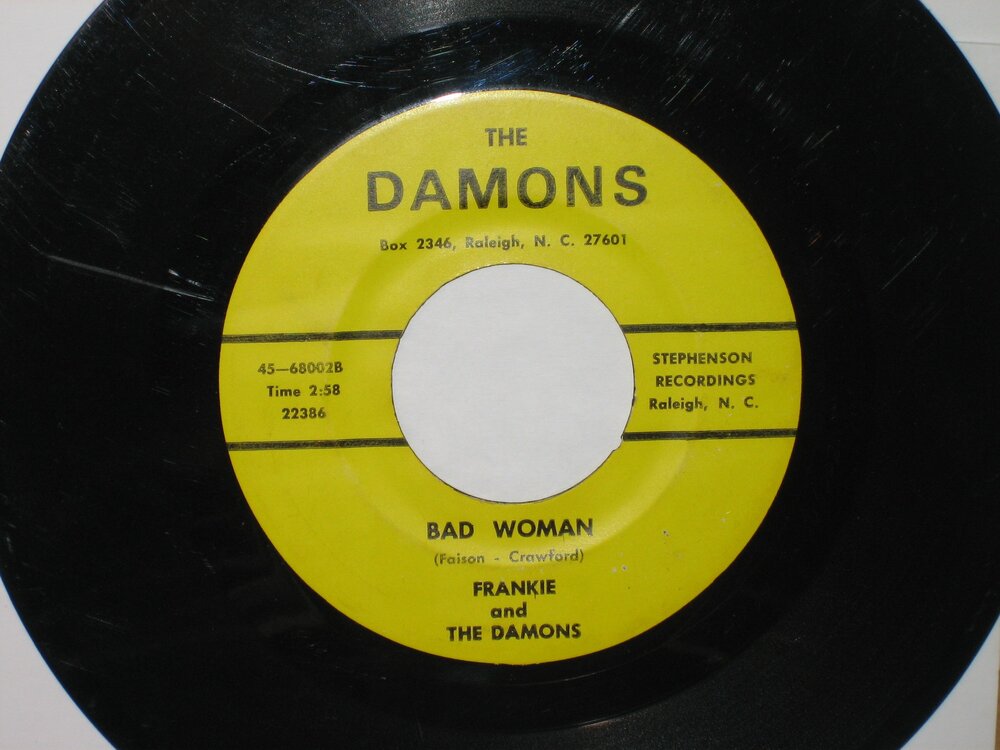 THE
DAMONS
Box 2346, Raleigh, N. C. 27601
45—68002B
Time 2:58
22386
STEPHENSON
RECORDINGS
Raleigh, N. C.
BAD WOMAN
(Faison - Crawford)
FRANKIE
and
THE DAMONS